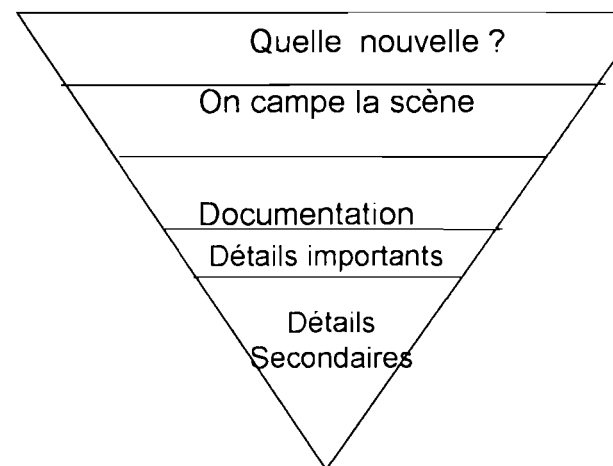 Quelle nouvelle ?
On campe la scène
Documentation
Détails importants
Détails
Secondaires